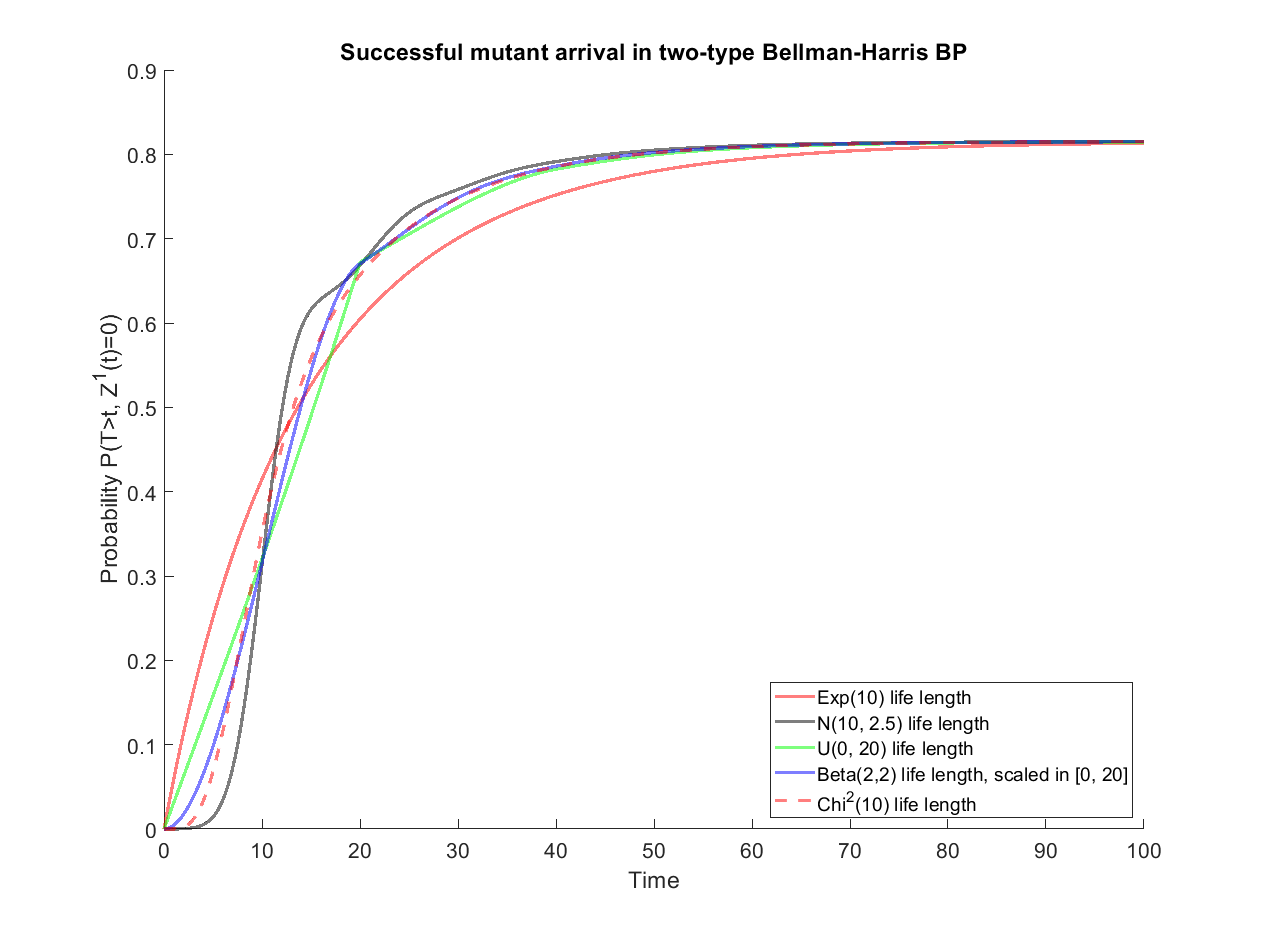 Successful mutant arrival in two-type Bellman-Harris BP
Probability P(T>t, Z^1(t)=0)
0.9
0.8
0.7
0.6
0.5
0.4
0.3
0.2
0.1
0
0 10 20 30 40 50 60 70 80 90 100
Time
Exp(10) life length
N(10, 2.5) life length
U(0, 20) life length
Beta(2,2) life length, scaled in [0, 20]
Chi^2(10) life length